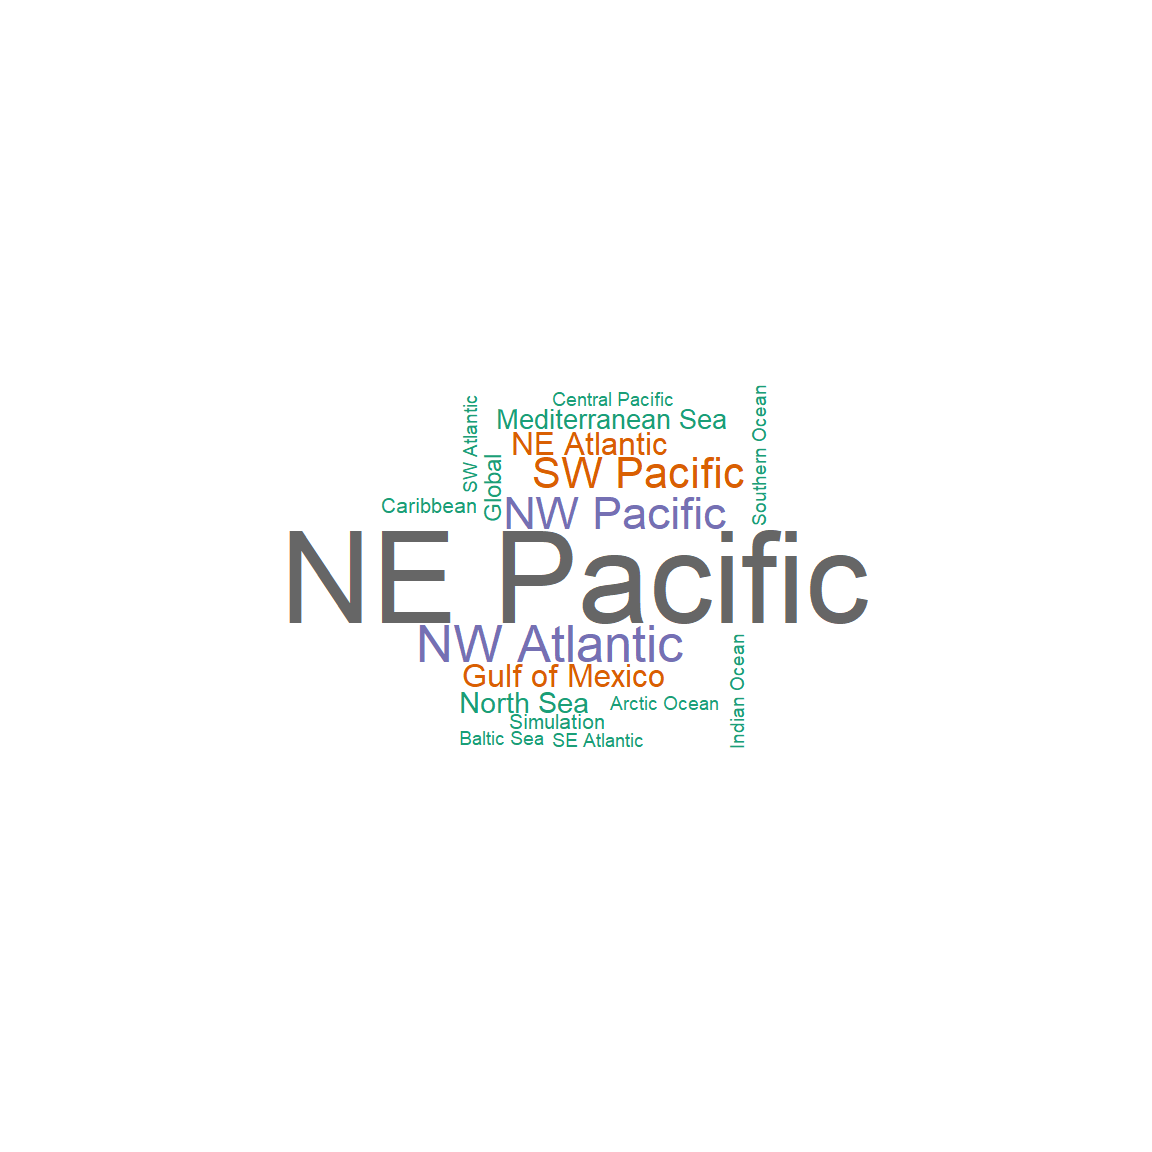 Central Pacific
Mediterranean Sea
NE Atlantic
SW Pacific
SW Atlantic
Global
Southern Ocean
Caribbean
NW Pacific
NE Pacific
NW Atlantic
Gulf of Mexico
North Sea
Arctic Ocean
Indian Ocean
Simulation
Baltic Sea
SE Atlantic